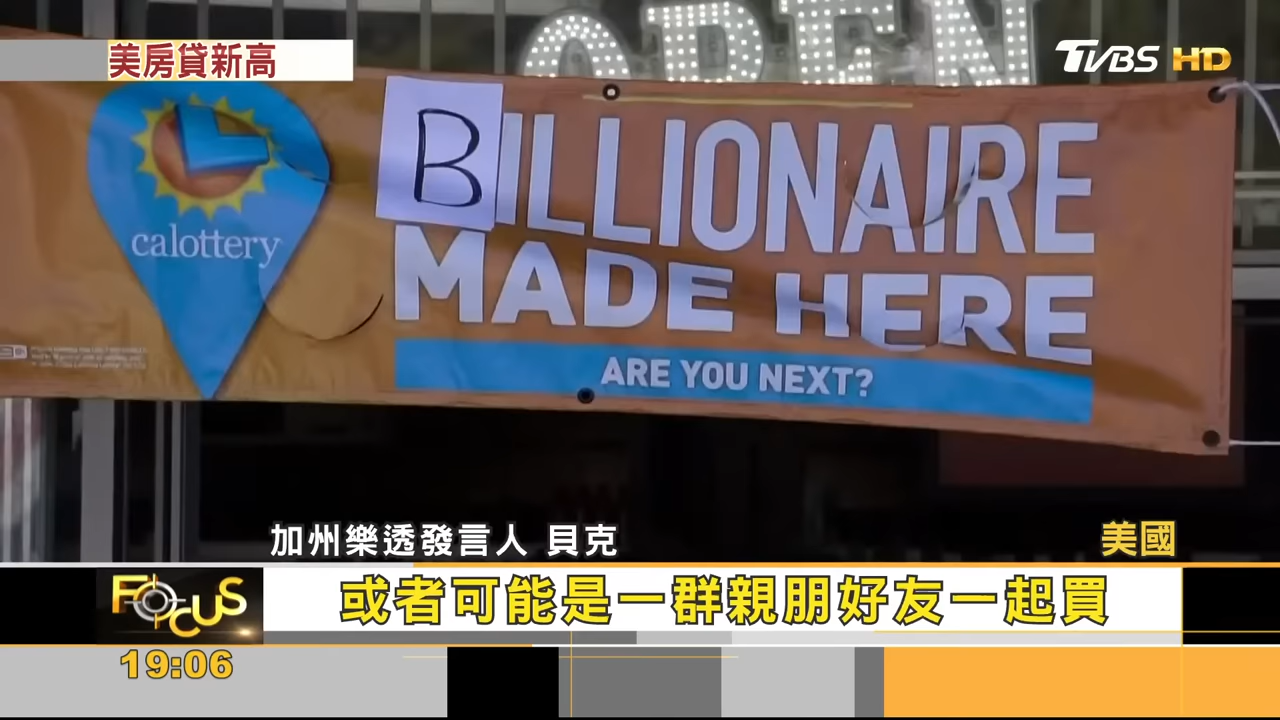 OPEN
美房貸新高
TVBS HD
calottery
BILLIONAIRE
MADE HERE
ARE YOU NEXT?
加州樂透發言人 貝克
美國
FOCUS
或者可能是一群親朋好友一起買
19:06